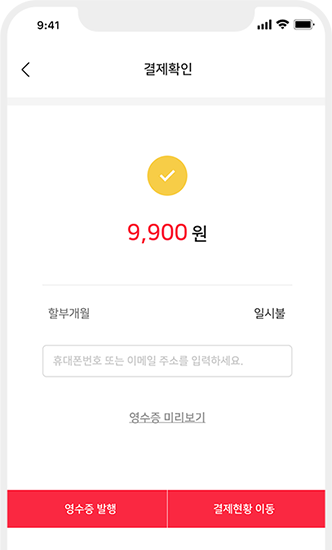 9:41
결제확인
9,900 원
할부개월 일시불
휴대폰번호 또는 이메일 주소를 입력하세요.
영수증 미리보기
영수증 발행 결제현황 이동